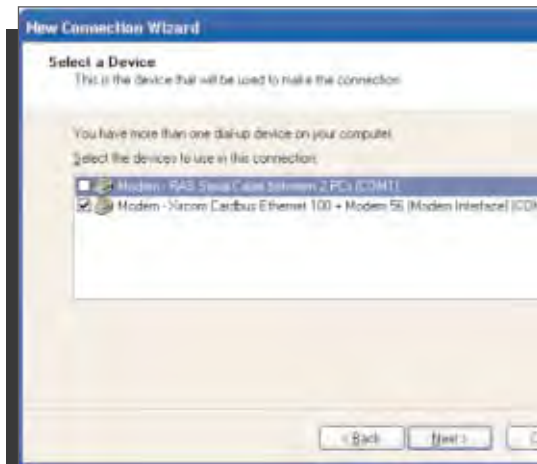 New Connection Wizard
Select a Device
This is the device that will be used to make the connection.
You have more than one dial-up device on your computer.
Select the devices to use in this connection:
Modem - RAS Serial Cable between 2 PCs (COM1)
Modem - Xircom Cardbus Ethernet 100 + Modem 56 (Modem Interface) (COM
< Back
Next >
C